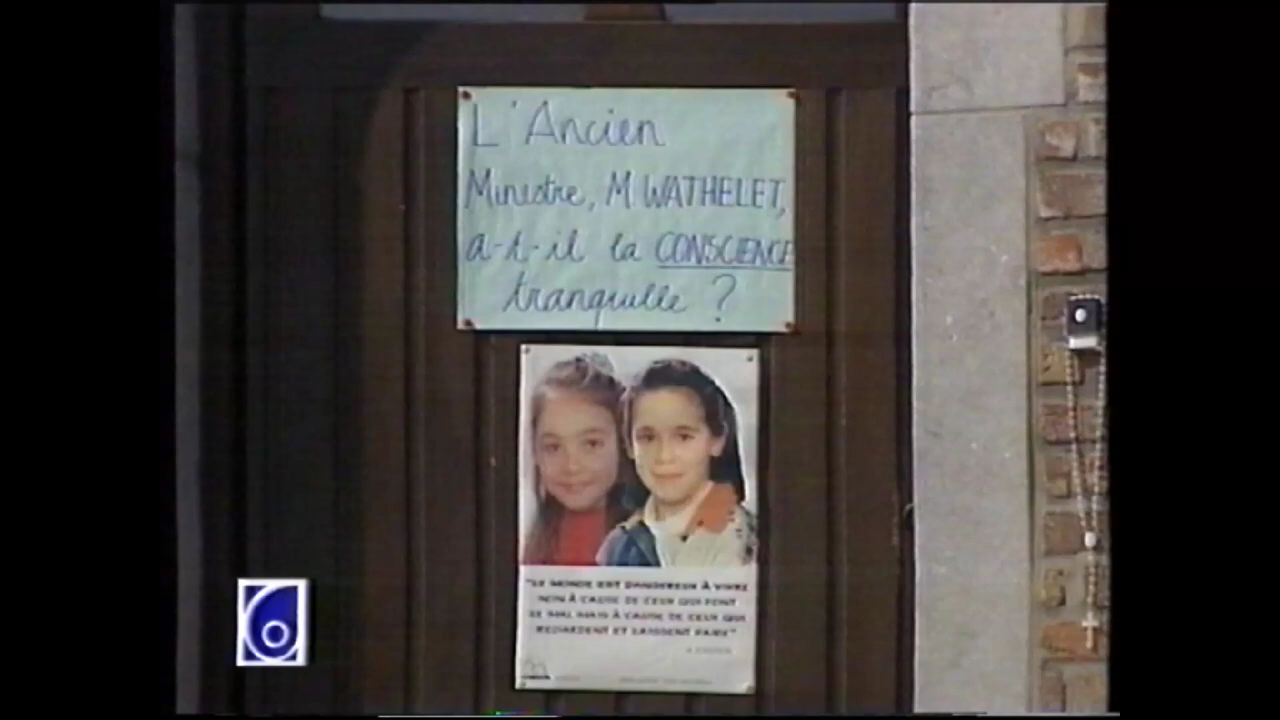 L'Ancien
Ministre, M. WATHELET,
a-t-il la CONSCIENCE
tranquille ?
"LE MONDE EST DANGEREUX À VIVRE
NON À CAUSE DE CEUX QUI FONT
LE MAL MAIS À CAUSE DE CEUX QUI
REGARDENT ET LAISSENT FAIRE"